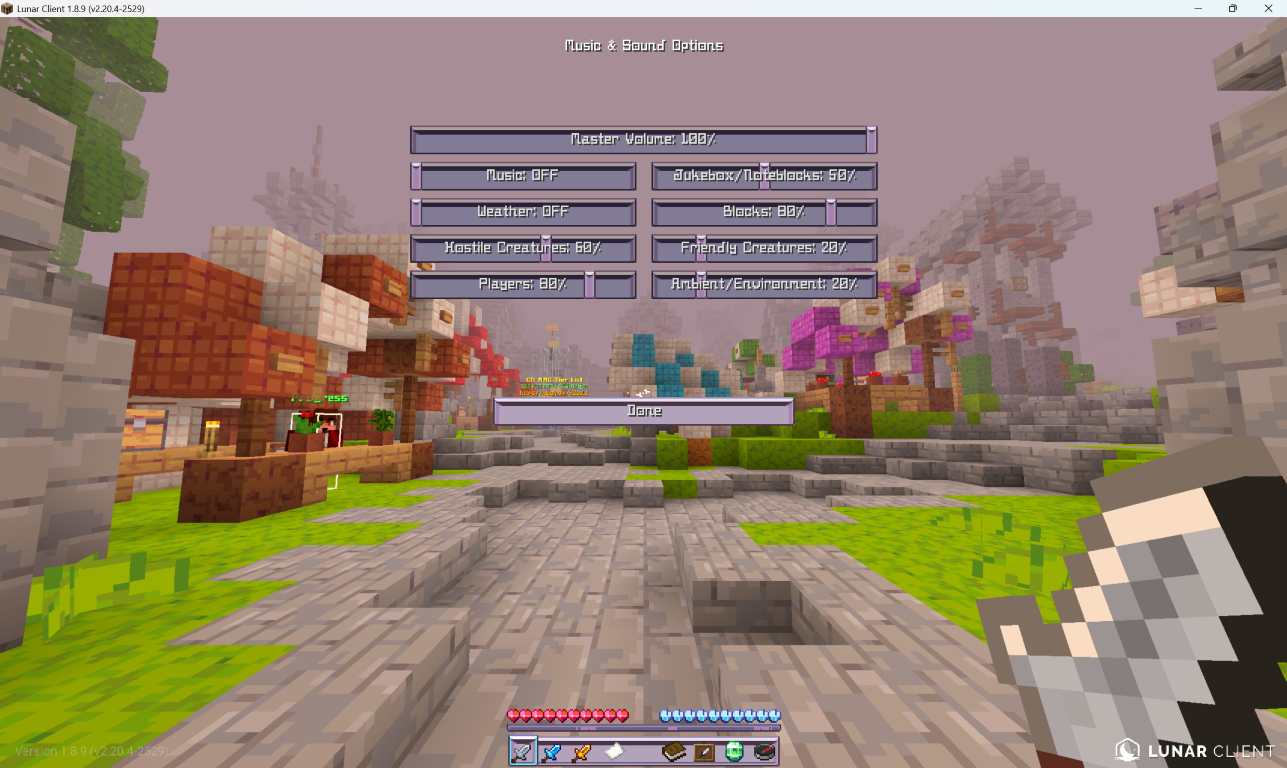 Lunar Client 1.8.9 (v2.20.4-2529)
Music & Sound Options
Master Volume: 100%
Music: OFF
Jukebox/Noteblocks: 50%
Weather: OFF
Blocks: 80%
Hostile Creatures: 60%
Friendly Creatures: 20%
Players: 80%
Ambient/Environment: 20%
Tier List
Done
Version 1.8.9 (v2.20.4-2529)
LUNAR CLIENT